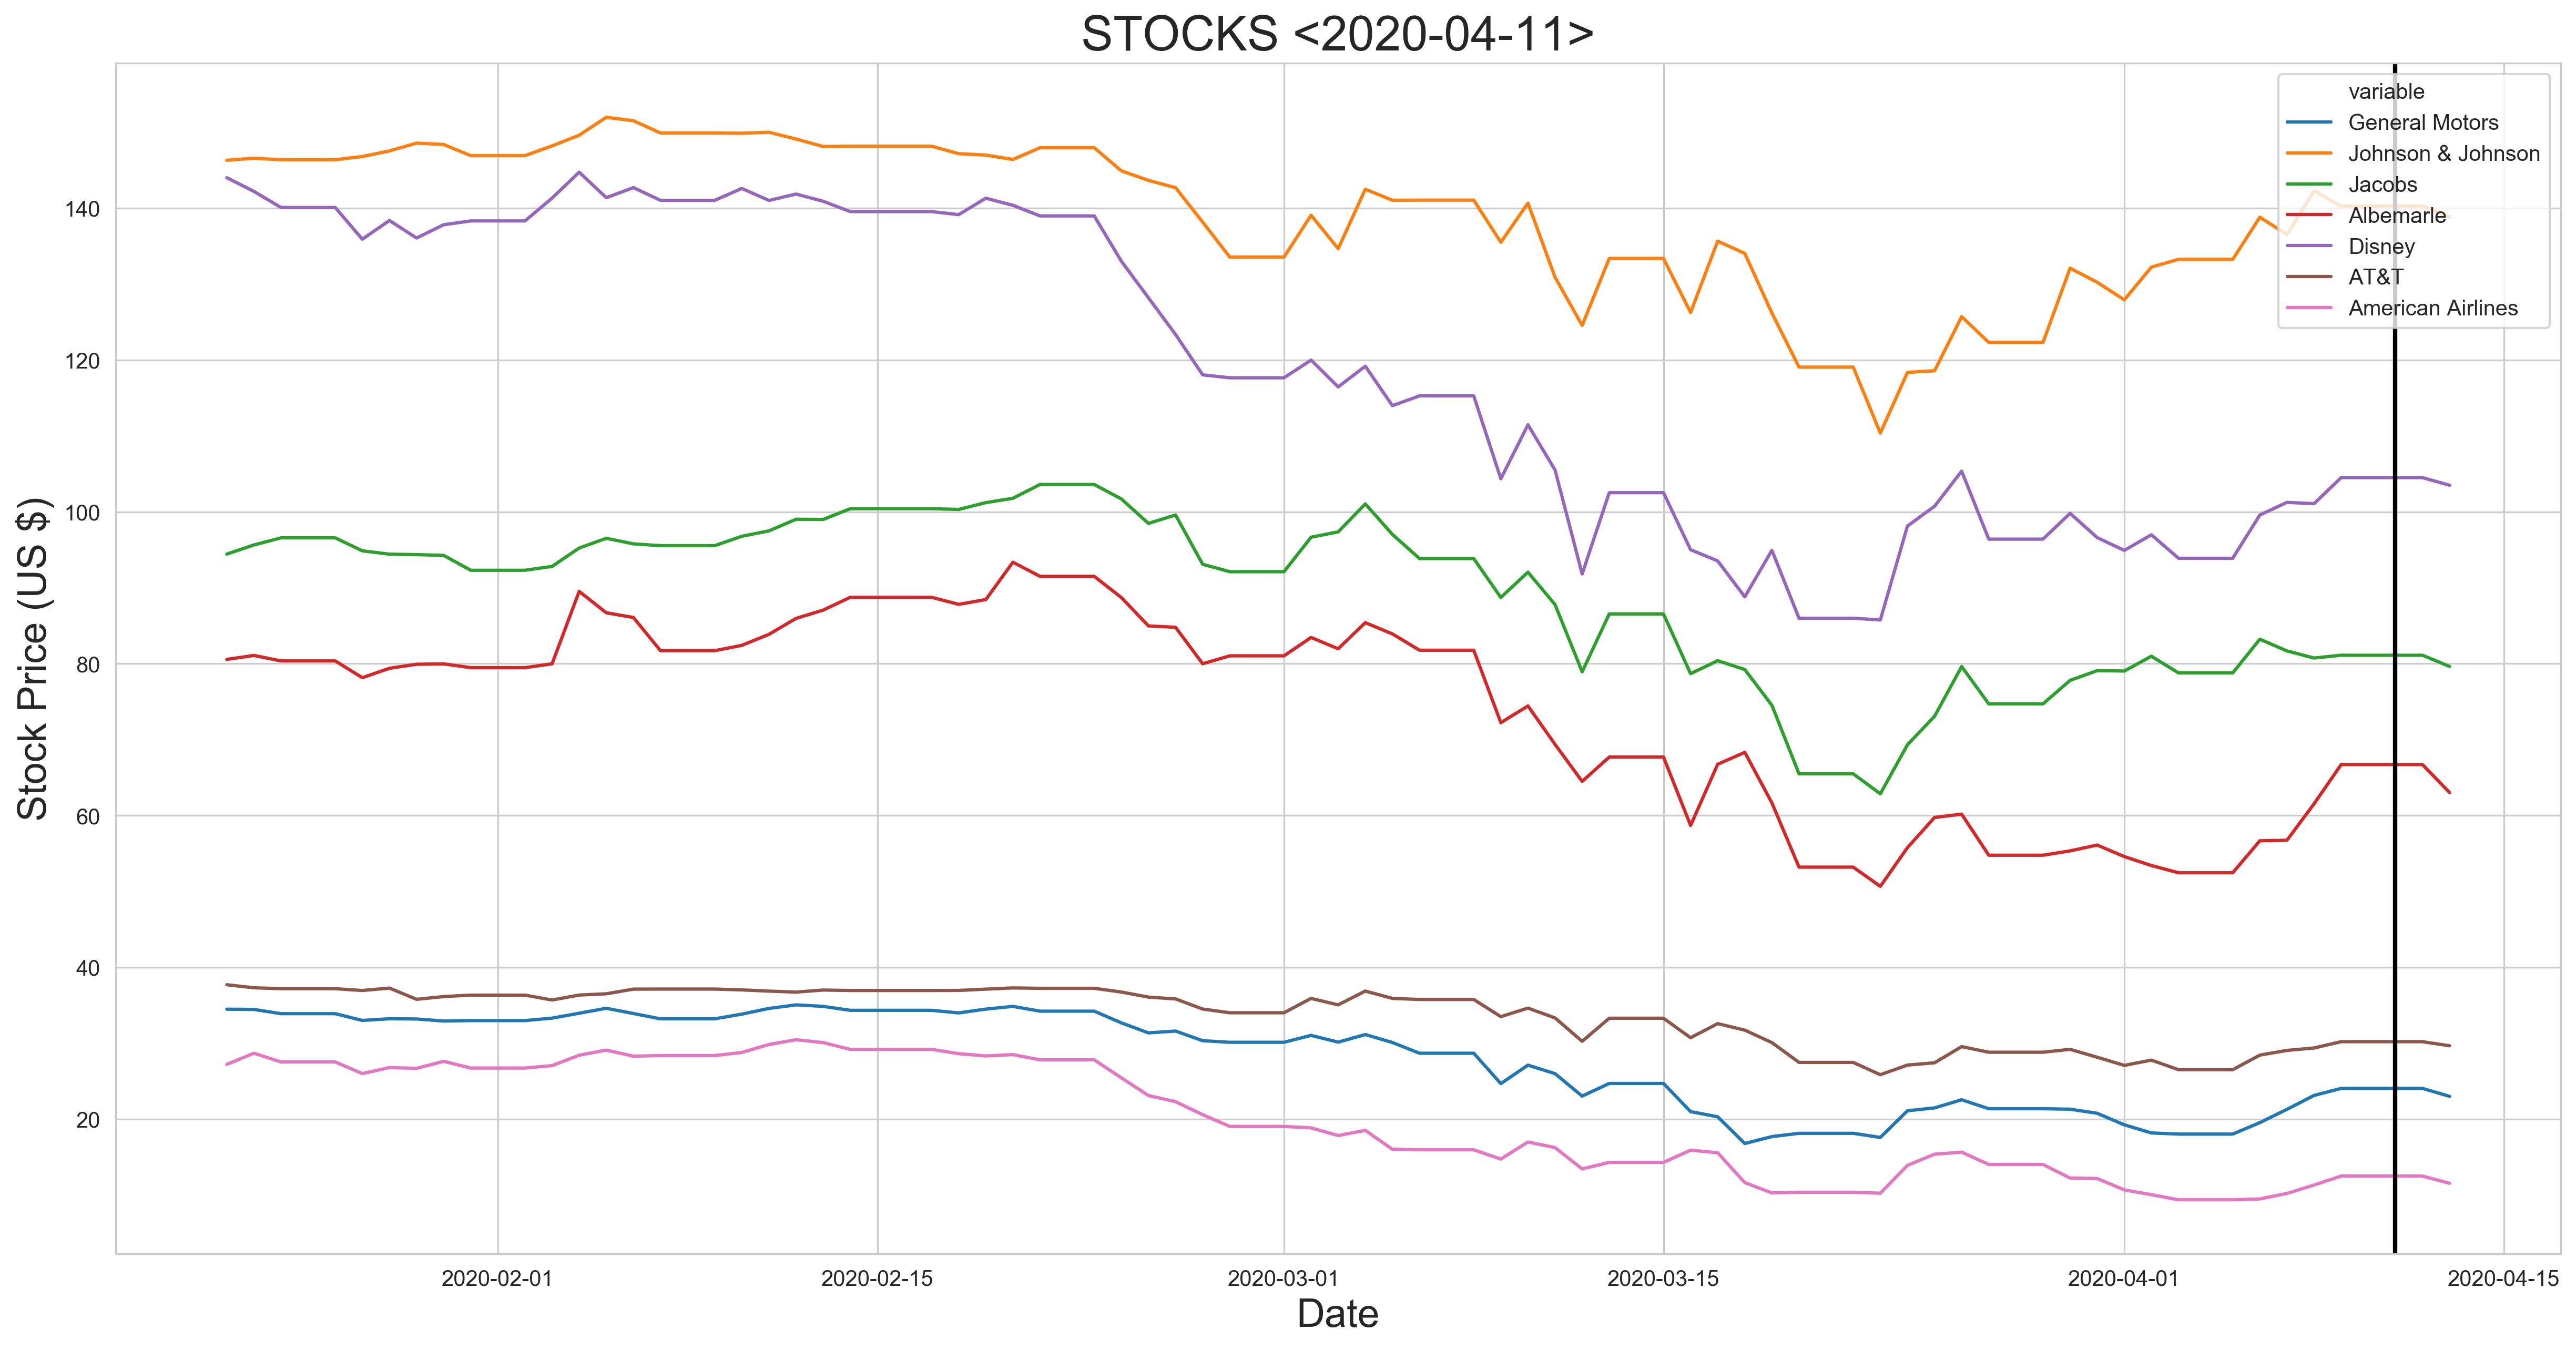 STOCKS <2020-04-11>
variable
General Motors
Johnson & Johnson
Jacobs
Albemarle
Disney
AT&T
American Airlines
Stock Price (US $)
140
120
100
80
60
40
20
2020-02-01
2020-02-15
2020-03-01
2020-03-15
2020-04-01
2020-04-15
Date